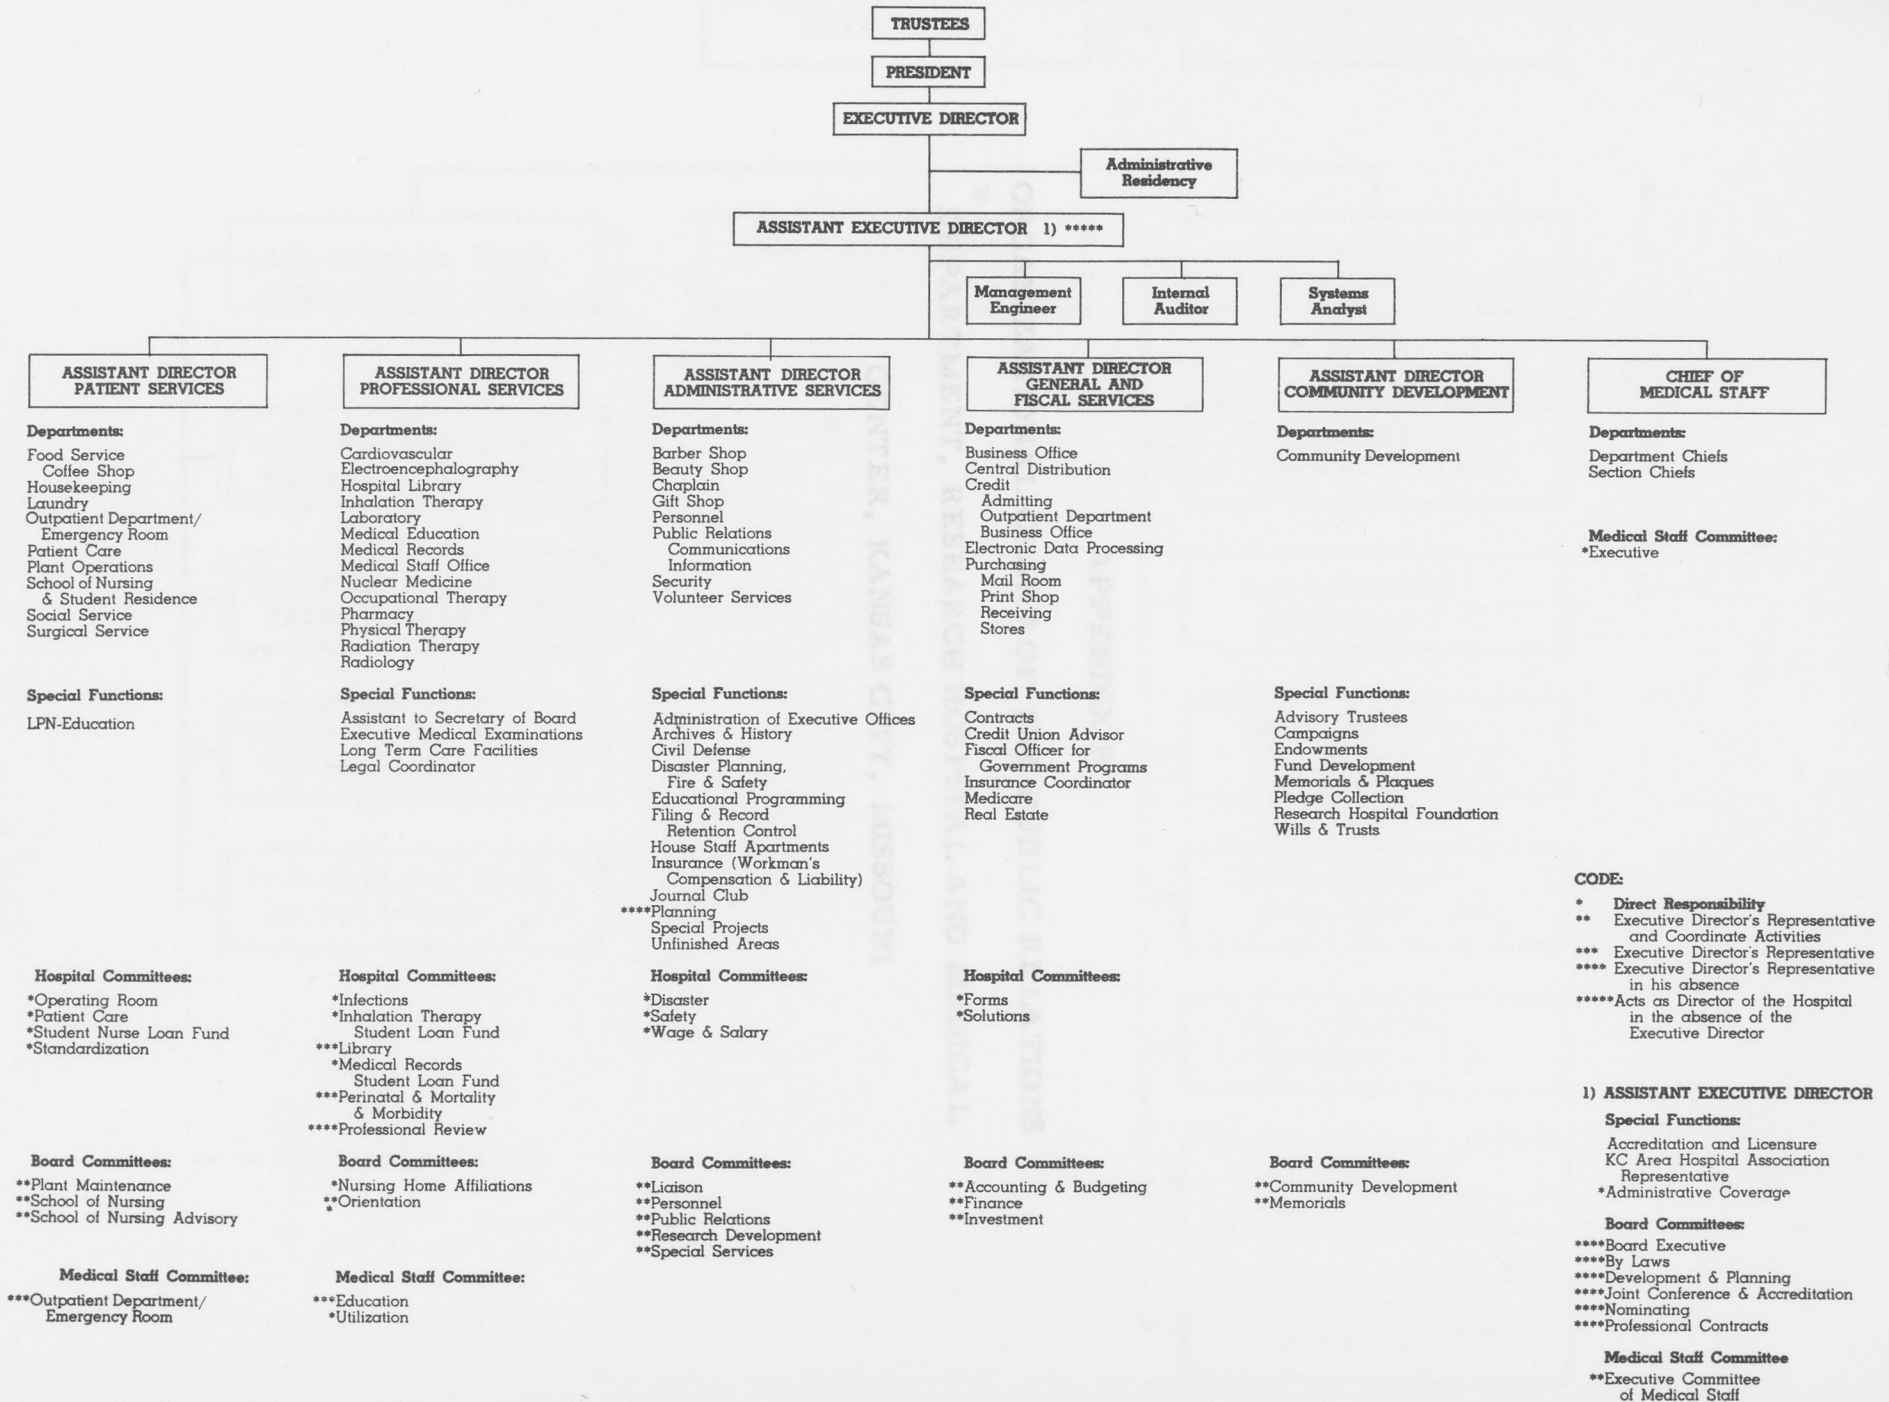 TRUSTEES
PRESIDENT
EXECUTIVE DIRECTOR
Administrative
Residency
ASSISTANT EXECUTIVE DIRECTOR 1) *****
Management
Engineer
Internal
Auditor
Systems
Analyst
ASSISTANT DIRECTOR
PATIENT SERVICES
Departments:
Food Service
Coffee Shop
Housekeeping
Laundry
Outpatient Department/
Emergency Room
Patient Care
Plant Operations
School of Nursing
& Student Residence
Social Service
Surgical Service
Special Functions:
LPN-Education
Hospital Committees:
*Operating Room
*Patient Care
*Student Nurse Loan Fund
*Standardization
Board Committees:
**Plant Maintenance
**School of Nursing
**School of Nursing Advisory
Medical Staff Committee:
***Outpatient Department/
Emergency Room
ASSISTANT DIRECTOR
PROFESSIONAL SERVICES
Departments:
Cardiovascular
Electroencephalography
Hospital Library
Inhalation Therapy
Laboratory
Medical Education
Medical Records
Medical Staff Office
Nuclear Medicine
Occupational Therapy
Pharmacy
Physical Therapy
Radiation Therapy
Radiology
Special Functions:
Assistant to Secretary of Board
Executive Medical Examinations
Long Term Care Facilities
Legal Coordinator
Hospital Committees:
*Infections
*Inhalation Therapy
Student Loan Fund
***Library
*Medical Records
Student Loan Fund
***Perinatal & Mortality
& Morbidity
****Professional Review
Board Committees:
*Nursing Home Affiliations
***Orientation
Medical Staff Committee:
***Education
*Utilization
ASSISTANT DIRECTOR
ADMINISTRATIVE SERVICES
Departments:
Barber Shop
Beauty Shop
Chaplain
Gift Shop
Personnel
Public Relations
Communications
Information
Security
Volunteer Services
Special Functions:
Administration of Executive Offices
Archives & History
Civil Defense
Disaster Planning,
Fire & Safety
Educational Programming
Filing & Record
Retention Control
House Staff Apartments
Insurance (Workman's
Compensation & Liability)
Journal Club
****Planning
Special Projects
Unfinished Areas
Hospital Committees:
*Disaster
*Safety
*Wage & Salary
Board Committees:
**Liaison
**Personnel
**Public Relations
**Research Development
**Special Services
ASSISTANT DIRECTOR
GENERAL AND
FISCAL SERVICES
Departments:
Business Office
Central Distribution
Credit
Admitting
Outpatient Department
Business Office
Electronic Data Processing
Purchasing
Mail Room
Print Shop
Receiving
Stores
Special Functions:
Contracts
Credit Union Advisor
Fiscal Officer for
Government Programs
Insurance Coordinator
Medicare
Real Estate
Hospital Committees:
*Forms
*Solutions
Board Committees:
**Accounting & Budgeting
**Finance
**Investment
ASSISTANT DIRECTOR
COMMUNITY DEVELOPMENT
Departments:
Community Development
Special Functions:
Advisory Trustees
Campaigns
Endowments
Fund Development
Memorials & Plaques
Pledge Collection
Research Hospital Foundation
Wills & Trusts
Board Committees:
**Community Development
**Memorials
CHIEF OF
MEDICAL STAFF
Departments:
Department Chiefs
Section Chiefs
Medical Staff Committee:
*Executive
CODE:
* Direct Responsibility
** Executive Director's Representative
and Coordinate Activities
*** Executive Director's Representative
**** Executive Director's Representative
in his absence
*****Acts as Director of the Hospital
in the absence of the
Executive Director
1) ASSISTANT EXECUTIVE DIRECTOR
Special Functions:
Accreditation and Licensure
KC Area Hospital Association
Representative
*Administrative Coverage
Board Committees:
****Board Executive
****By Laws
****Development & Planning
****Joint Conference & Accreditation
****Nominating
****Professional Contracts
Medical Staff Committee
**Executive Committee
of Medical Staff